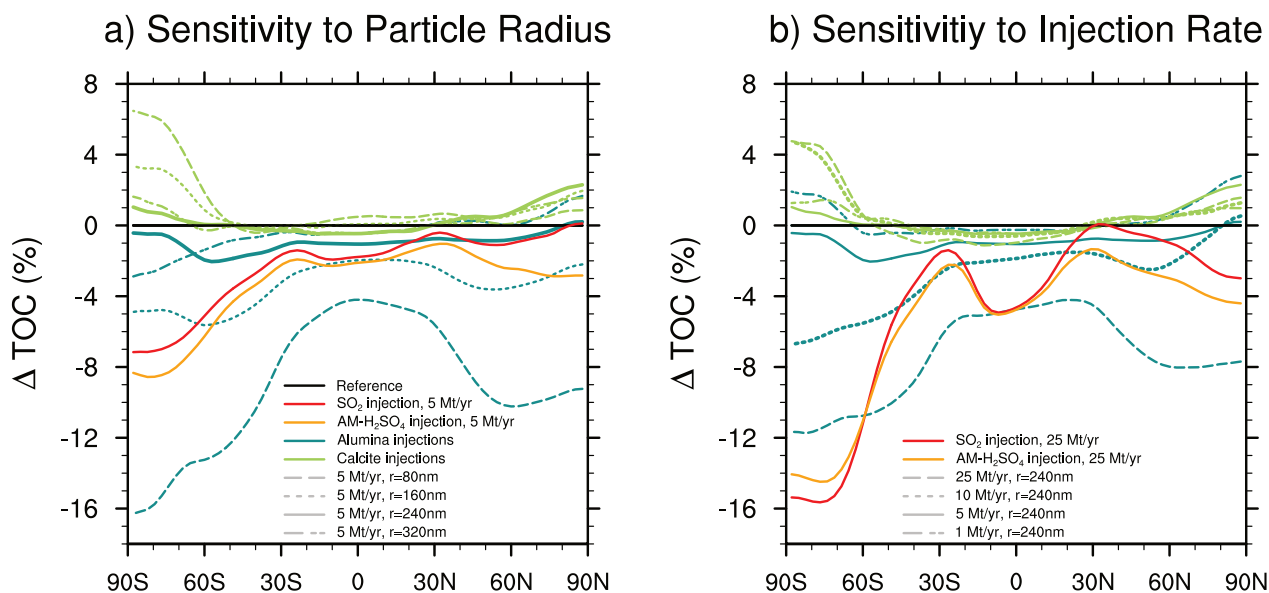 a) Sensitivity to Particle Radius
8
4
0
-4
-8
-12
-16
Δ TOC (%)
Reference
SO₂ injection, 5 Mt/yr
AM-H₂SO₄ injection, 5 Mt/yr
Alumina injections
Calcite injections
5 Mt/yr, r=80nm
5 Mt/yr, r=160nm
5 Mt/yr, r=240nm
5 Mt/yr, r=320nm
90S 60S 30S 0 30N 60N 90N
b) Sensitivitiy to Injection Rate
8
4
0
-4
-8
-12
-16
Δ TOC (%)
SO₂ injection, 25 Mt/yr
AM-H₂SO₄ injection, 25 Mt/yr
25 Mt/yr, r=240nm
10 Mt/yr, r=240nm
5 Mt/yr, r=240nm
1 Mt/yr, r=240nm
90S 60S 30S 0 30N 60N 90N